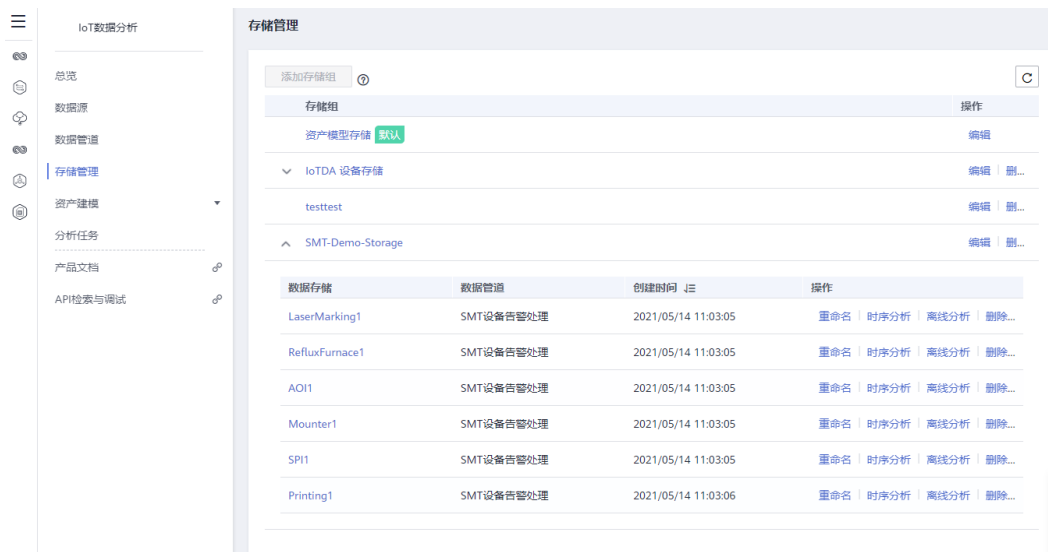 IoT数据分析
总览
数据源
数据管道
存储管理
资产建模
分析任务
产品文档
API检索与调试
存储管理
添加存储组
存储组 操作
资产模型存储 默认 编辑
IoTDA 设备存储 编辑 删...
testtest 编辑 删...
SMT-Demo-Storage 编辑 删...
数据存储 数据管道 创建时间 操作
LaserMarking1 SMT设备告警处理 2021/05/14 11:03:05 重命名 时序分析 离线分析 删除...
RefluxFurnace1 SMT设备告警处理 2021/05/14 11:03:05 重命名 时序分析 离线分析 删除...
AOI1 SMT设备告警处理 2021/05/14 11:03:05 重命名 时序分析 离线分析 删除...
Mounter1 SMT设备告警处理 2021/05/14 11:03:05 重命名 时序分析 离线分析 删除...
SPI1 SMT设备告警处理 2021/05/14 11:03:05 重命名 时序分析 离线分析 删除...
Printing1 SMT设备告警处理 2021/05/14 11:03:06 重命名 时序分析 离线分析 删除...